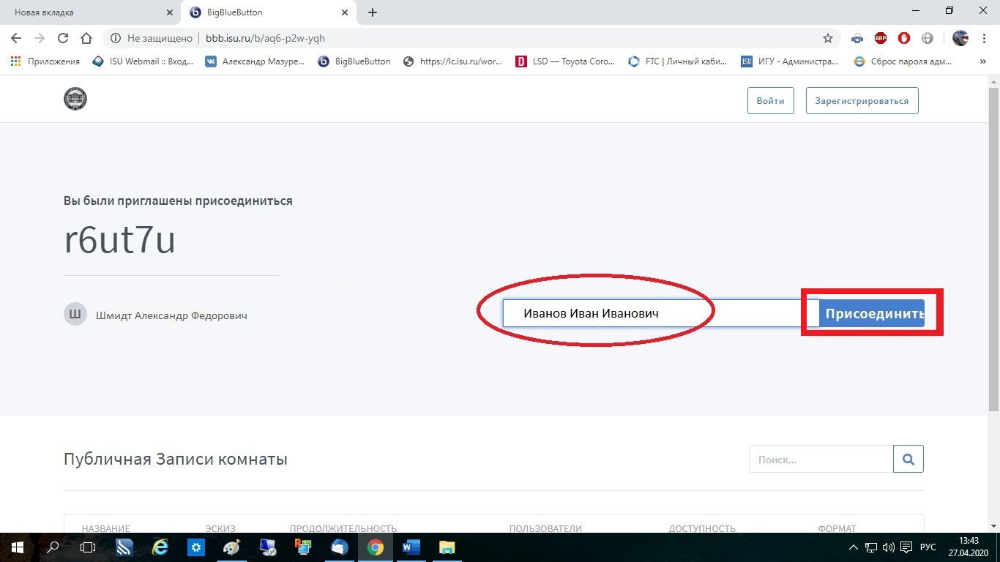 Новая вкладка
BigBlueButton
Не защищено
bbb.isu.ru/b/aq6-p2w-yqh
ABP
Приложения
ISU Webmail :: Вход...
Александр Мазуре...
BigBlueButton
https://lc.isu.ru/wor...
LSD — Toyota Coro...
FTC | Личный каби...
ИГУ - Администра...
Сброс пароля адм...
Войти
Зарегистрироваться
Вы были приглашены присоединиться
r6ut7u
Ш
Шмидт Александр Федорович
Иванов Иван Иванович
Присоединить
Публичная Записи комнаты
Поиск...
НАЗВАНИЕ
ЭСКИЗ
ПРОДОЛЖИТЕЛЬНОСТЬ
ПОЛЬЗОВАТЕЛИ
ДОСТУПНОСТЬ
ФОРМАТ
РУС
13:43
27.04.2020